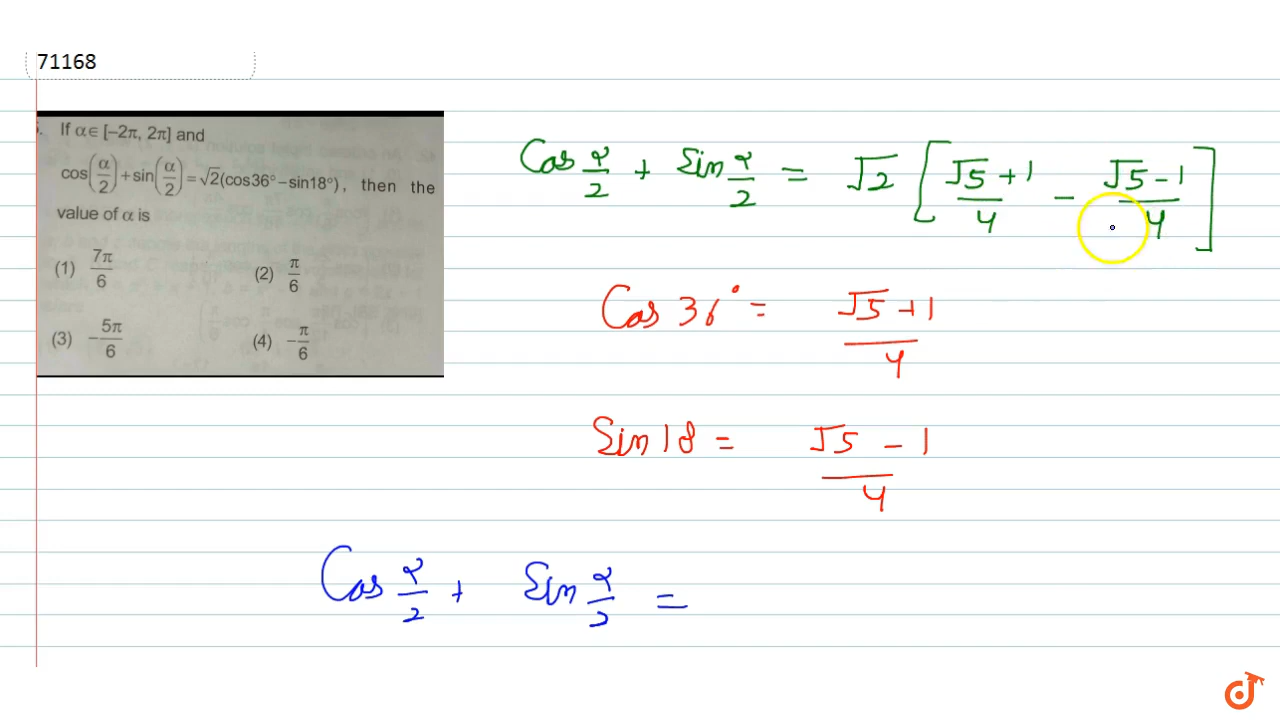 71168
. If α∈ [–2π, 2π] and
cos(α/2)+sin(α/2)=√2(cos36°–sin18°), then the
value of α is
(1) 7π/6 (2) π/6
(3) –5π/6 (4) –π/6
Cos α/2 + Sin α/2 = √2 [ (√5+1)/4 – (√5–1)/4 ]
Cos 36° = (√5+1)/4
Sin 18 = (√5–1)/4
Cos α/2 + Sin α/2 =